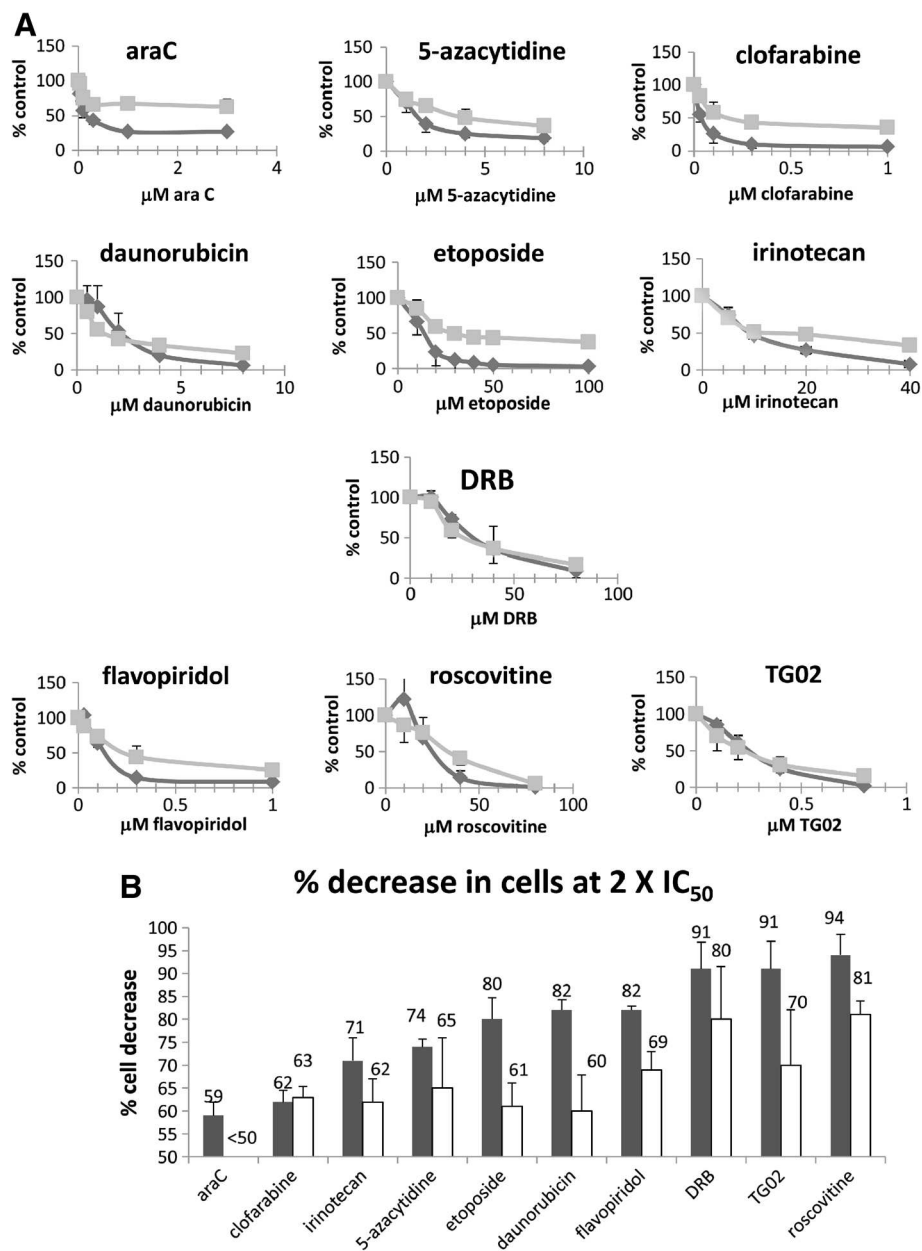 A
araC
5-azacytidine
clofarabine
% control
150
100
50
0
0
2
4
μM ara C
% control
150
100
50
0
0
5
10
μM 5-azacytidine
% control
150
100
50
0
0
0.5
1
μM clofarabine
daunorubicin
etoposide
irinotecan
% control
150
100
50
0
0
5
10
μM daunorubicin
% control
150
100
50
0
0
50
100
μM etoposide
% control
150
100
50
0
0
20
40
μM irinotecan
DRB
% control
150
100
50
0
0
50
100
μM DRB
flavopiridol
roscovitine
TG02
% control
150
100
50
0
0
0.5
1
μM flavopiridol
% control
150
100
50
0
0
50
100
μM roscovitine
% control
150
100
50
0
0
0.5
1
μM TG02
B
% decrease in cells at 2 X IC50
% cell decrease
100
95
90
85
80
75
70
65
60
55
50
59
<50
62
63
71
62
74
65
80
61
82
60
82
69
91
80
91
70
94
81
araC
clofarabine
irinotecan
5-azacytidine
etoposide
daunorubicin
flavopiridol
DRB
TG02
roscovitine